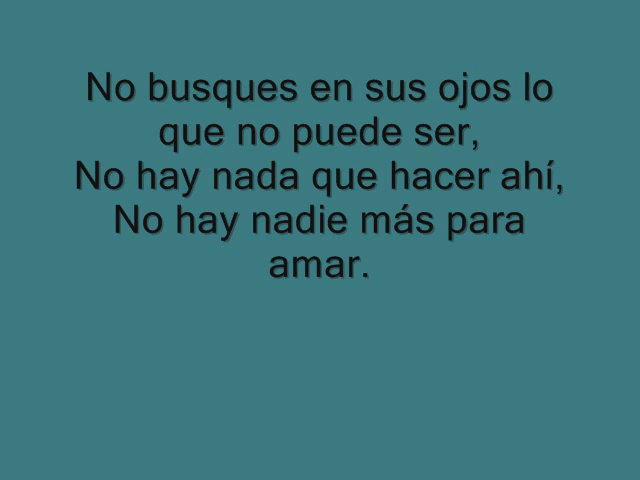 No busques en sus ojos lo
que no puede ser,
No hay nada que hacer ahí,
No hay nadie más para
amar.